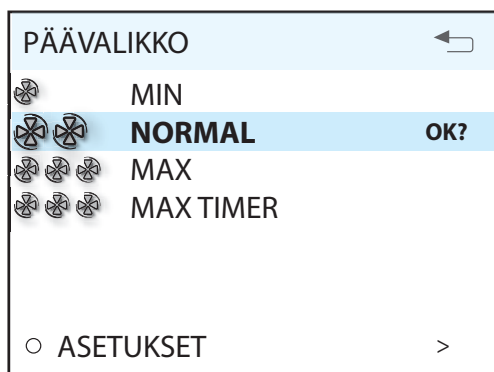 PÄÄVALIKKO
MIN
NORMAL OK?
MAX
MAX TIMER
ASETUKSET >